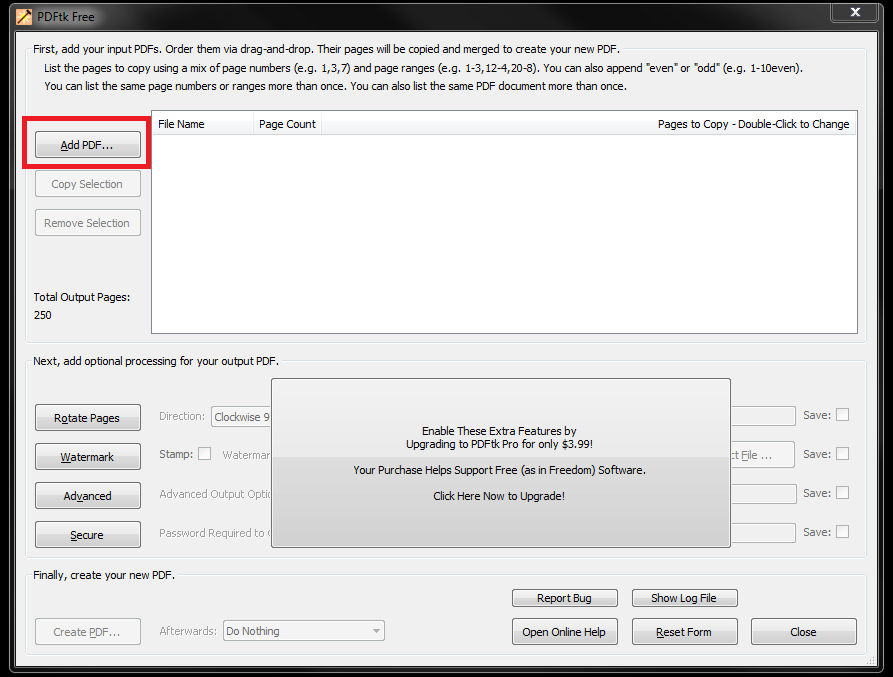 PDFtk Free
First, add your input PDFs. Order them via drag-and-drop. Their pages will be copied and merged to create your new PDF.
List the pages to copy using a mix of page numbers (e.g. 1,3,7) and page ranges (e.g. 1-3,12-4,20-8). You can also append "even" or "odd" (e.g. 1-10even).
You can list the same page numbers or ranges more than once. You can also list the same PDF document more than once.
File Name Page Count Pages to Copy - Double-Click to Change
Add PDF...
Copy Selection
Remove Selection
Total Output Pages:
250
Next, add optional processing for your output PDF.
Rotate Pages Direction: Clockwise 9 Save:
Watermark Stamp: Watermar ct File ... Save:
Advanced Advanced Output Optic Save:
Secure Password Required to Save:
Enable These Extra Features by
Upgrading to PDFtk Pro for only $3.99!
Your Purchase Helps Support Free (as in Freedom) Software.
Click Here Now to Upgrade!
Finally, create your new PDF.
Report Bug Show Log File
Create PDF... Afterwards: Do Nothing Open Online Help Reset Form Close